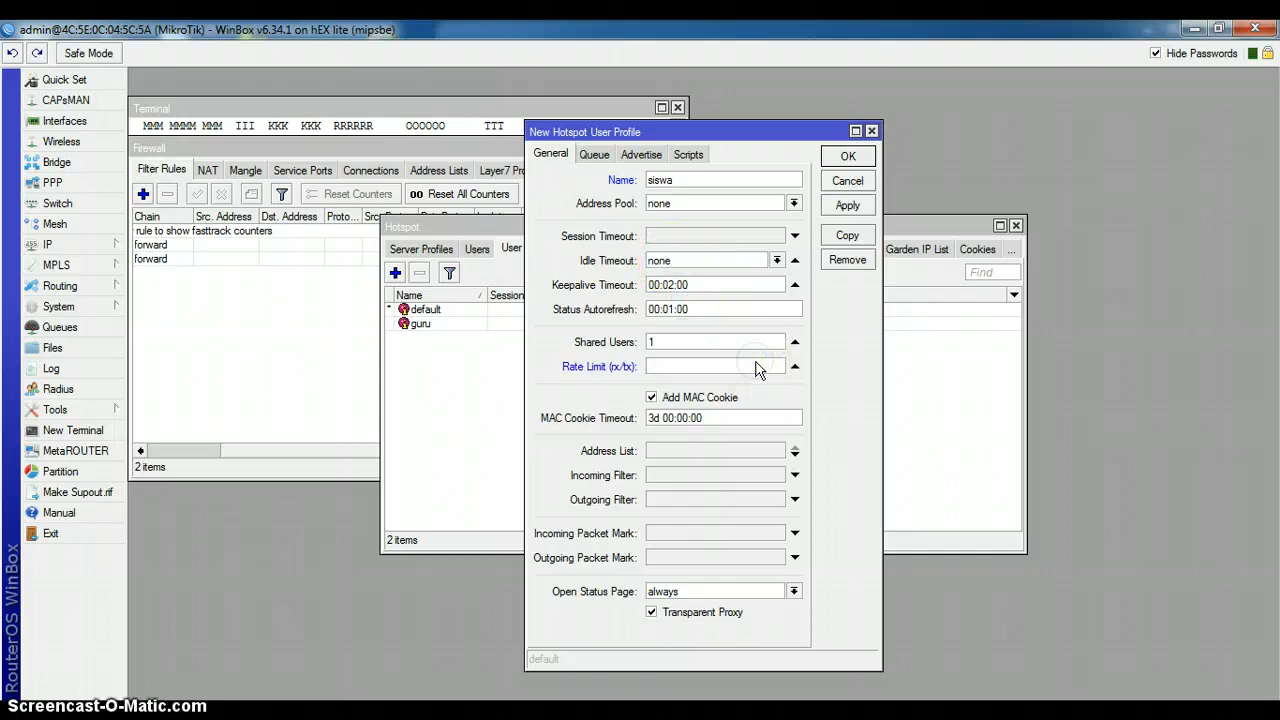 admin@4C:5E:0C:04:5C:5A (MikroTik) - WinBox v6.34.1 on hEX lite (mipsbe)
Safe Mode
Hide Passwords
RouterOS WinBox
Quick Set
CAPsMAN
Interfaces
Wireless
Bridge
PPP
Switch
Mesh
IP
MPLS
Routing
System
Queues
Files
Log
Radius
Tools
New Terminal
MetaROUTER
Partition
Make Supout.rif
Manual
Exit
Terminal
MMM MMMM MMM III KKK KKK RRRRRR OOOOOO TTT
Firewall
Filter Rules NAT Mangle Service Ports Connections Address Lists Layer7 Pr
Reset Counters 00 Reset All Counters
Chain Src. Address Dst. Address Proto...
rule to show fasttrack counters
forward
forward
2 items
Hotspot
Server Profiles Users User Garden IP List Cookies ...
Find
Name Session
* default
guru
2 items
New Hotspot User Profile
General Queue Advertise Scripts
Name: siswa
Address Pool: none
Session Timeout:
Idle Timeout: none
Keepalive Timeout: 00:02:00
Status Autorefresh: 00:01:00
Shared Users: 1
Rate Limit (rx/tx):
Add MAC Cookie
MAC Cookie Timeout: 3d 00:00:00
Address List:
Incoming Filter:
Outgoing Filter:
Incoming Packet Mark:
Outgoing Packet Mark:
Open Status Page: always
Transparent Proxy
default
OK
Cancel
Apply
Copy
Remove
Screencast-O-Matic.com